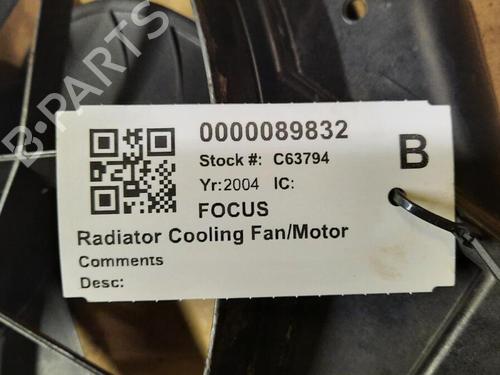 B-PARTS
0000089832
Stock #: C63794
B
Yr:2004 IC:
FOCUS
Radiator Cooling Fan/Motor
Comments
Desc: